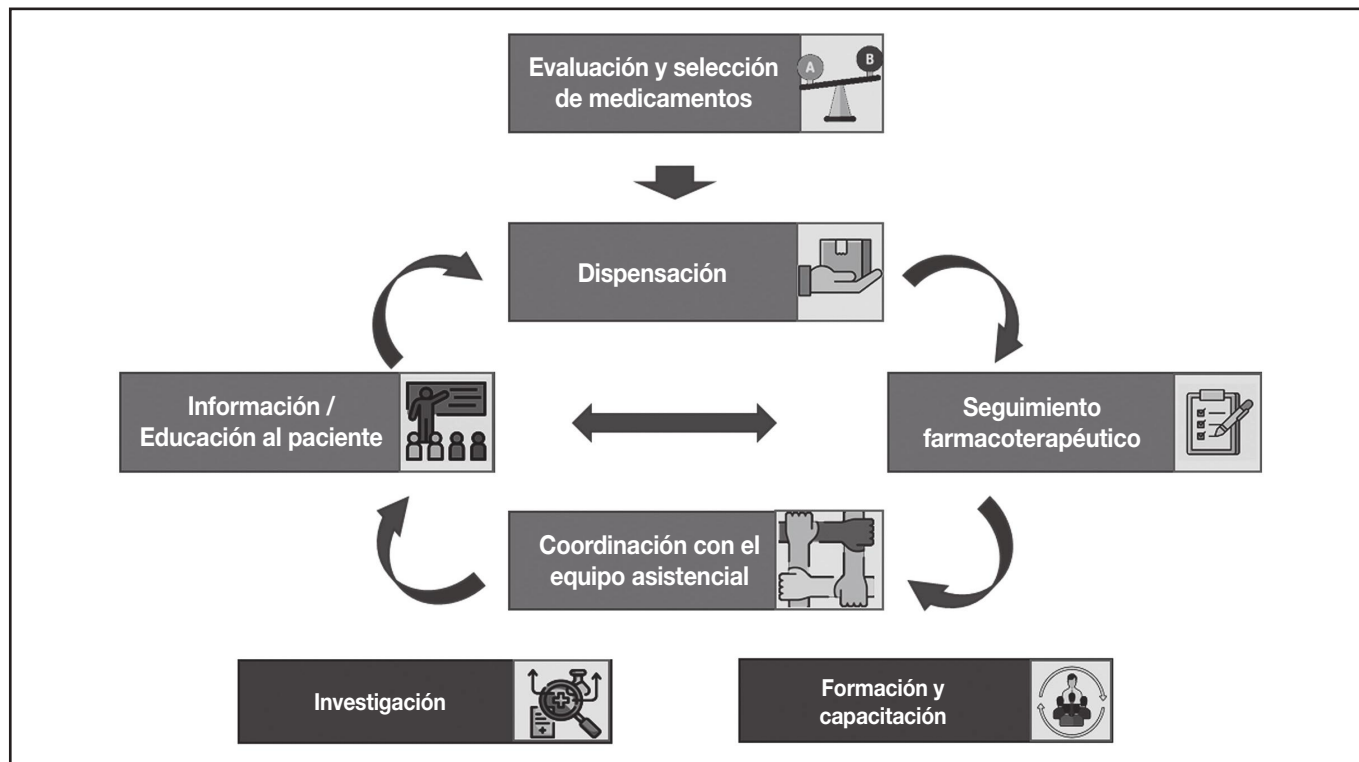 Evaluación y selección
de medicamentos
A
B
Dispensación
Información /
Educación al paciente
Seguimiento
farmacoterapéutico
Coordinación con el
equipo asistencial
Investigación
Formación y
capacitación